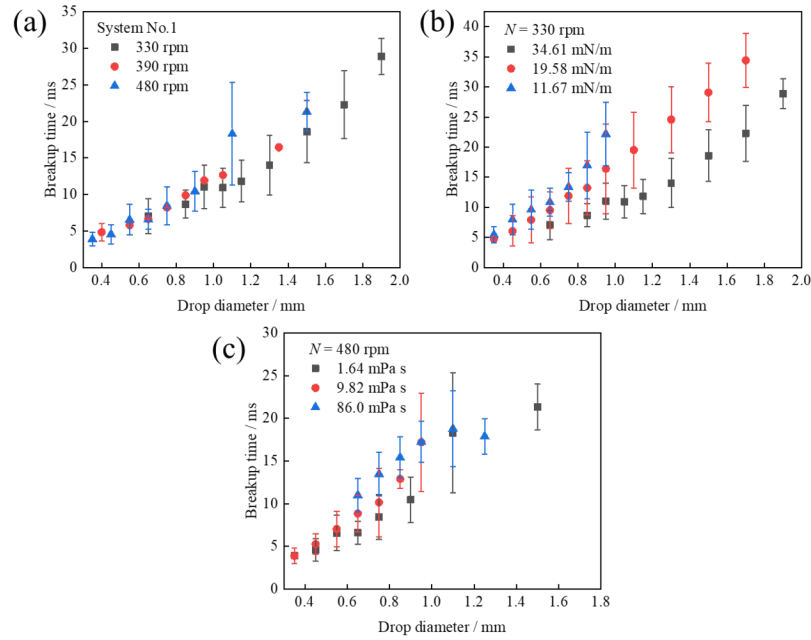 (a)
System No.1
330 rpm
390 rpm
480 rpm
Breakup time / ms
35
30
25
20
15
10
5
0
0.4 0.6 0.8 1.0 1.2 1.4 1.6 1.8 2.0
Drop diameter / mm
(b)
N = 330 rpm
34.61 mN/m
19.58 mN/m
11.67 mN/m
Breakup time / ms
40
35
30
25
20
15
10
5
0
0.4 0.6 0.8 1.0 1.2 1.4 1.6 1.8 2.0
Drop diameter / mm
(c)
N = 480 rpm
1.64 mPa s
9.82 mPa s
86.0 mPa s
Breakup time / ms
30
25
20
15
10
5
0
0.4 0.6 0.8 1.0 1.2 1.4 1.6 1.8
Drop diameter / mm